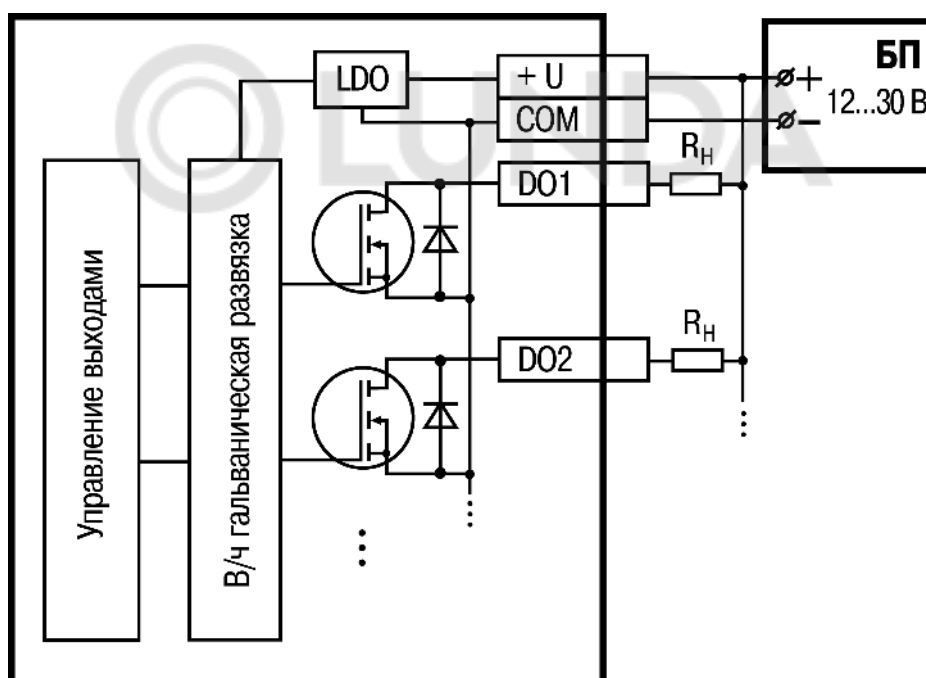 LUNDA
LDO
+ U
COM
БП
+
12...30 В
–
DO1
Rн
DO2
Rн
Управление выходами
В/ч гальваническая развязка